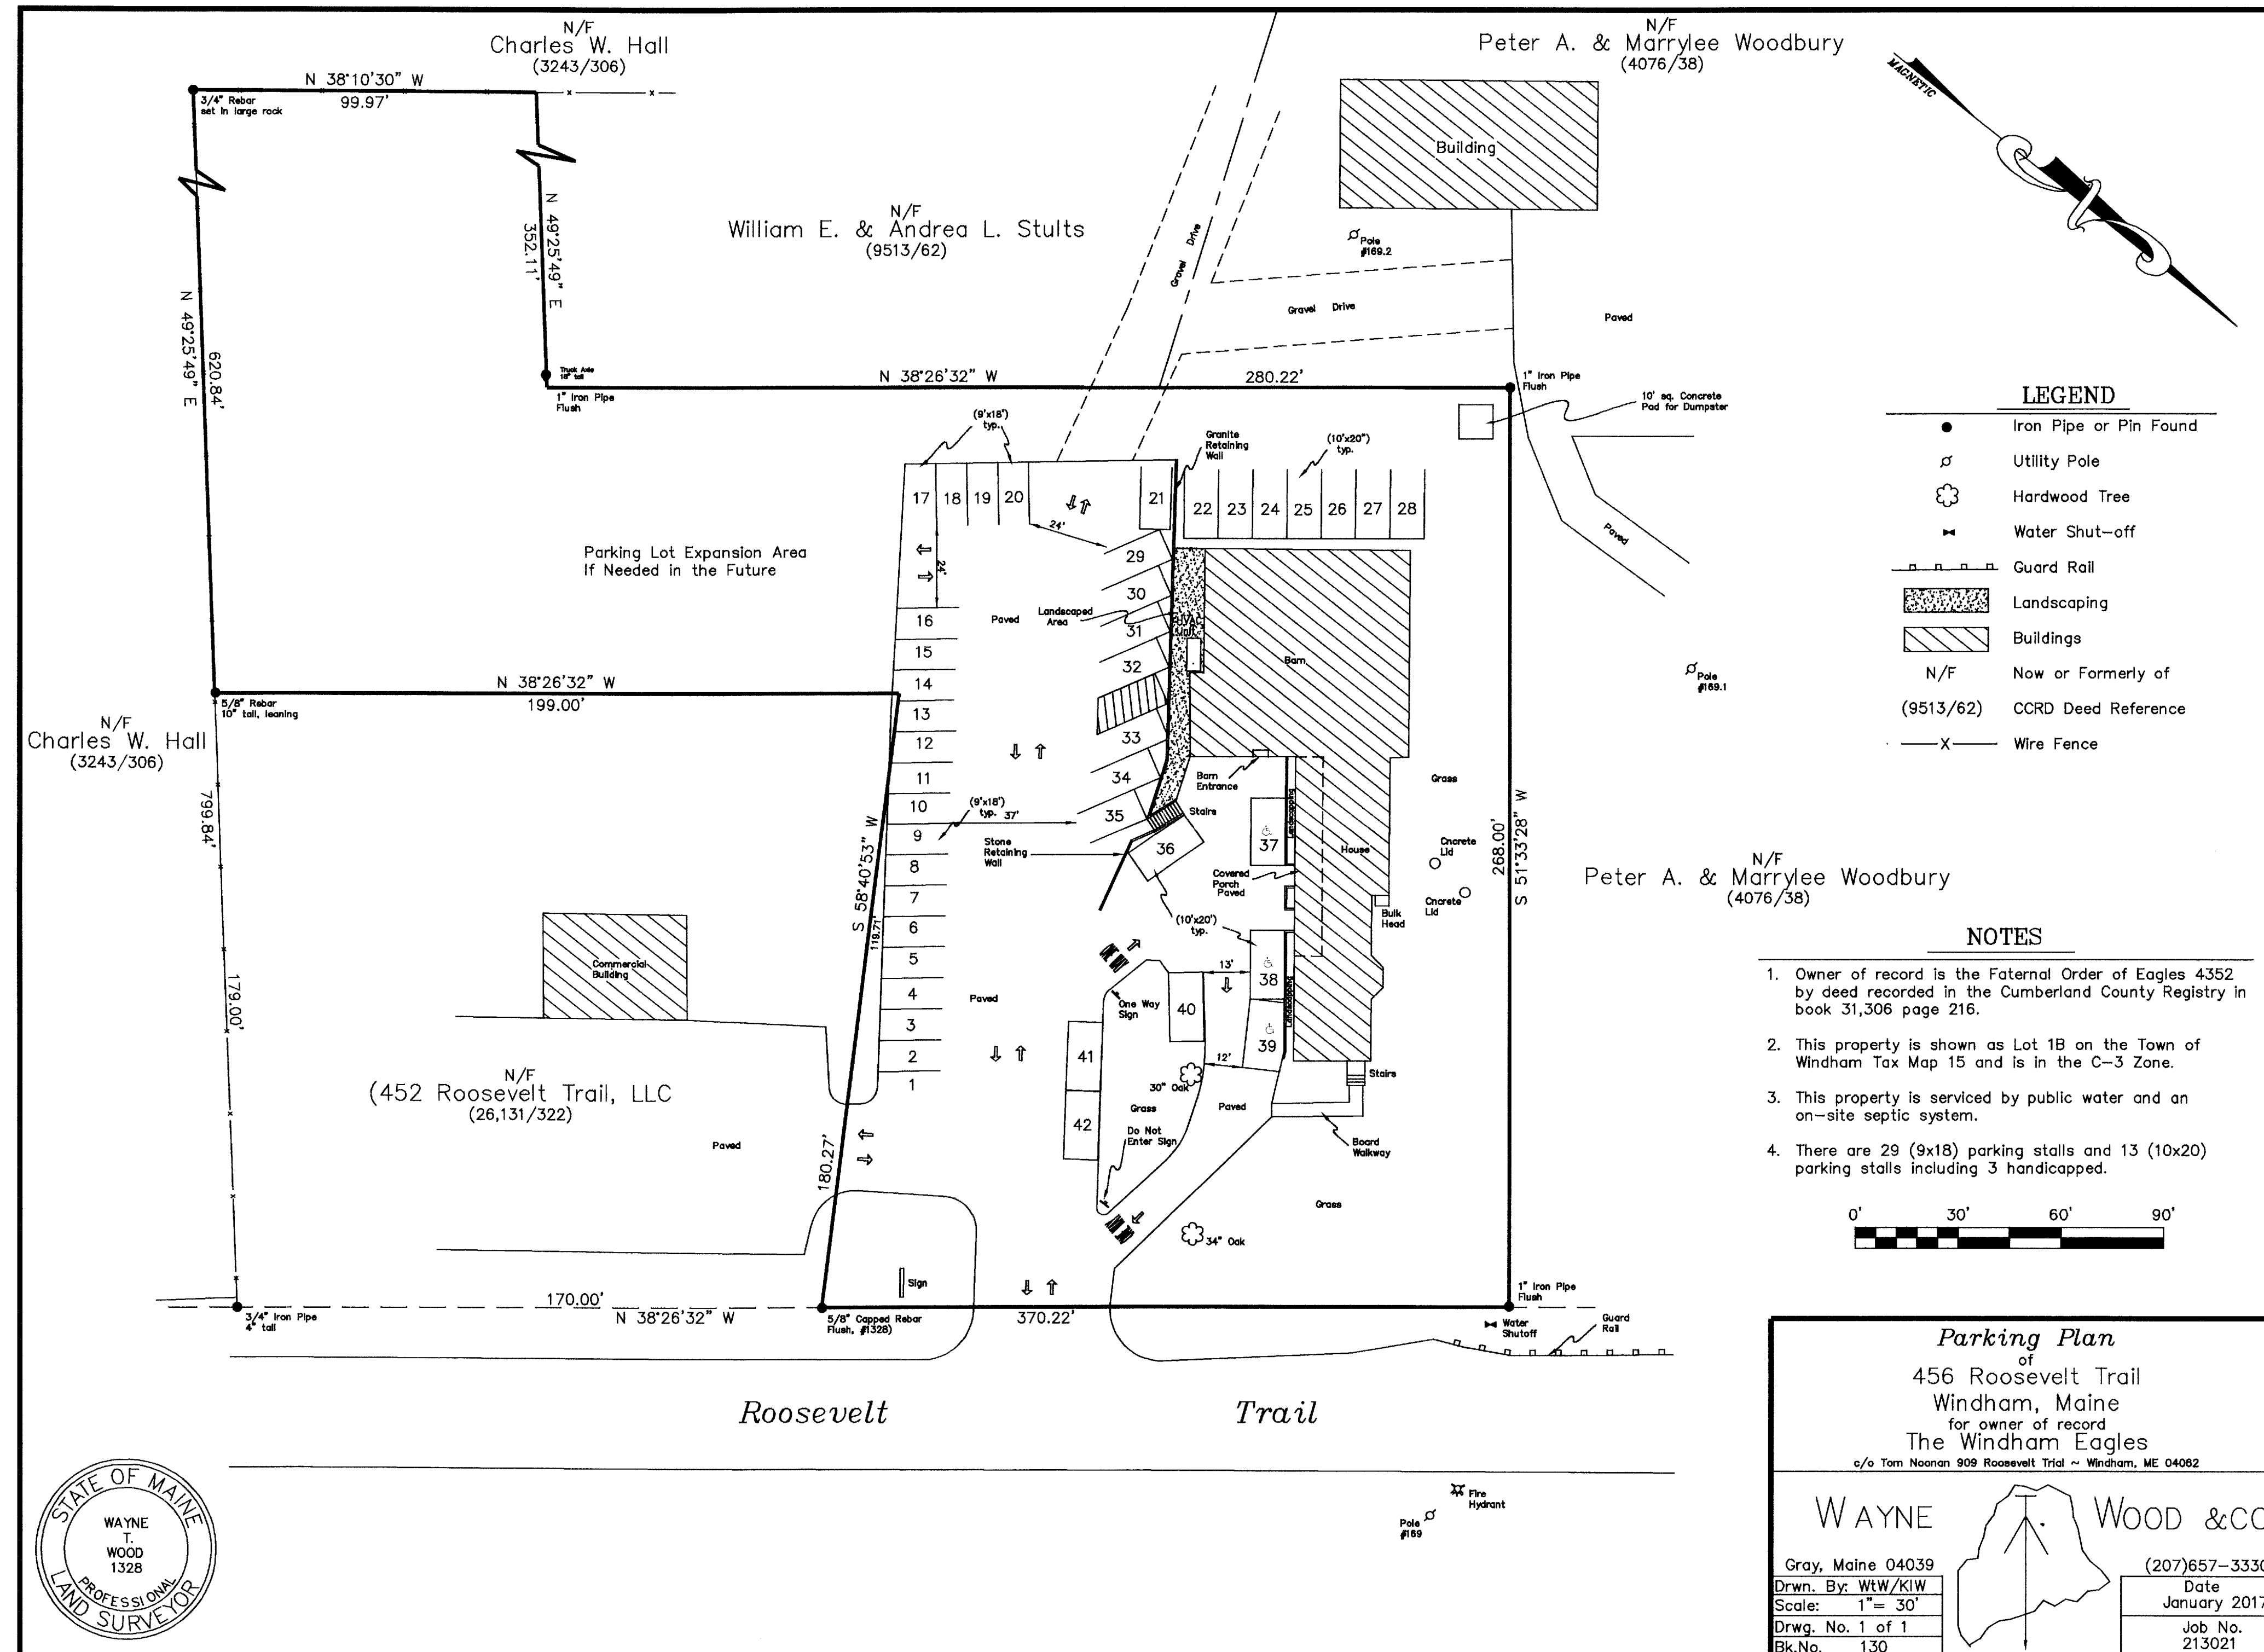 N/F
Charles W. Hall
(3243/306)
N/F
Peter A. & Marrylee Woodbury
(4076/38)
MAGNETIC
N 38°10'30" W
99.97'
3/4" Rebar
set in large rock
Building
N 49°25'49" E
352.11'
N/F
William E. & Andrea L. Stults
(9513/62)
Gravel Drive
Pole
#169.2
Gravel Drive
Paved
N 49°25'49" E
620.84'
Truck Axle
18" tall
1" Iron Pipe
Flush
N 38°26'32" W
280.22'
1" Iron Pipe
Flush
10' sq. Concrete
Pad for Dumpster
LEGEND
Iron Pipe or Pin Found
Utility Pole
Hardwood Tree
Water Shut-off
Guard Rail
Landscaping
Buildings
N/F Now or Formerly of
(9513/62) CCRD Deed Reference
X Wire Fence
(9'x18')
typ.
Granite
Retaining
Wall
(10'x20")
typ.
17 18 19 20 21 22 23 24 25 26 27 28
24'
24'
Parking Lot Expansion Area
If Needed in the Future
29
30
31
32
33
34
35
36
Paved
Landscaped
Area
HVAC
Unit
Barn
Paved
Pole
#169.1
16
15
14
13
12
11
10
9
8
7
6
5
4
3
2
1
N 38°26'32" W
199.00'
5/8" Rebar
10" tall, leaning
N/F
Charles W. Hall
(3243/306)
799.84'
179.00'
Barn
Entrance
Grass
(9'x18')
typ. 37'
Stairs
Stone
Retaining
Wall
37
Landscapping
House
Cncrete
Lid
Cncrete
Lid
Covered
Porch
Paved
Bulk
Head
268.00'
S 51°33'28" W
N/F
Peter A. & Marrylee Woodbury
(4076/38)
S 58°40'53" W
119.71'
180.27'
(10'x20')
typ.
13'
38
39
Landscapping
40
41
42
12'
Commercial
Building
Paved
One Way
Sign
30" Oak
Grass
Paved
Do Not
Enter Sign
Stairs
Board
Walkway
Grass
34" Oak
N/F
(452 Roosevelt Trail, LLC
(26,131/322)
Paved
Sign
NOTES
1. Owner of record is the Faternal Order of Eagles 4352
by deed recorded in the Cumberland County Registry in
book 31,306 page 216.
2. This property is shown as Lot 1B on the Town of
Windham Tax Map 15 and is in the C-3 Zone.
3. This property is serviced by public water and an
on-site septic system.
4. There are 29 (9x18) parking stalls and 13 (10x20)
parking stalls including 3 handicapped.
0' 30' 60' 90'
3/4" Iron Pipe
4" tall
170.00'
N 38°26'32" W
5/8" Capped Rebar
Flush, #1328)
370.22'
1" Iron Pipe
Flush
Water
Shutoff
Guard
Rail
Roosevelt Trail
Fire
Hydrant
Pole
#169
STATE OF MAINE
WAYNE
T.
WOOD
1328
PROFESSIONAL
LAND SURVEYOR
Parking Plan
of
456 Roosevelt Trail
Windham, Maine
for owner of record
The Windham Eagles
c/o Tom Noonan 909 Roosevelt Trial ~ Windham, ME 04062
WAYNE WOOD &CO
Gray, Maine 04039
(207)657-3330
Drwn. By: WtW/KIW
Scale: 1"= 30'
Drwg. No. 1 of 1
Bk.No. 130
Date
January 2017
Job No.
213021